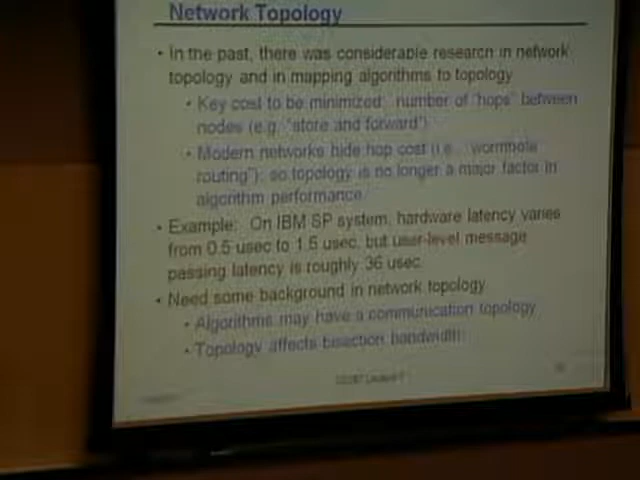 Network Topology
• In the past, there was considerable research in network
topology and in mapping algorithms to topology
• Key cost to be minimized: number of "hops" between
nodes (e.g. "store and forward")
• Modern networks hide hop cost (i.e., "wormhole
routing"), so topology is no longer a major factor in
algorithm performance
• Example: On IBM SP system, hardware latency varies
from 0.5 usec to 1.5 usec, but user-level message
passing latency is roughly 36 usec
• Need some background in network topology
• Algorithms may have a communication topology
• Topology affects bisection bandwidth